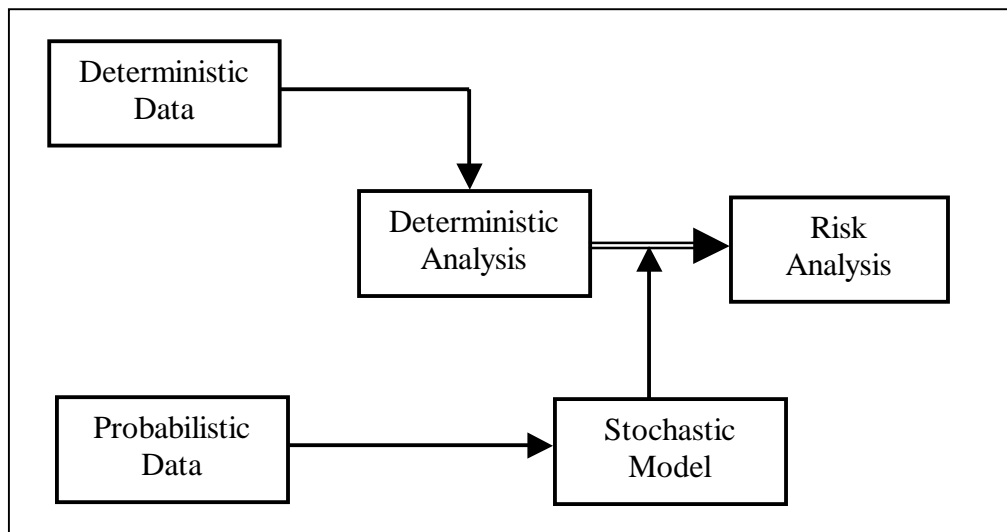 Deterministic
Data
Deterministic
Analysis
Risk
Analysis
Probabilistic
Data
Stochastic
Model